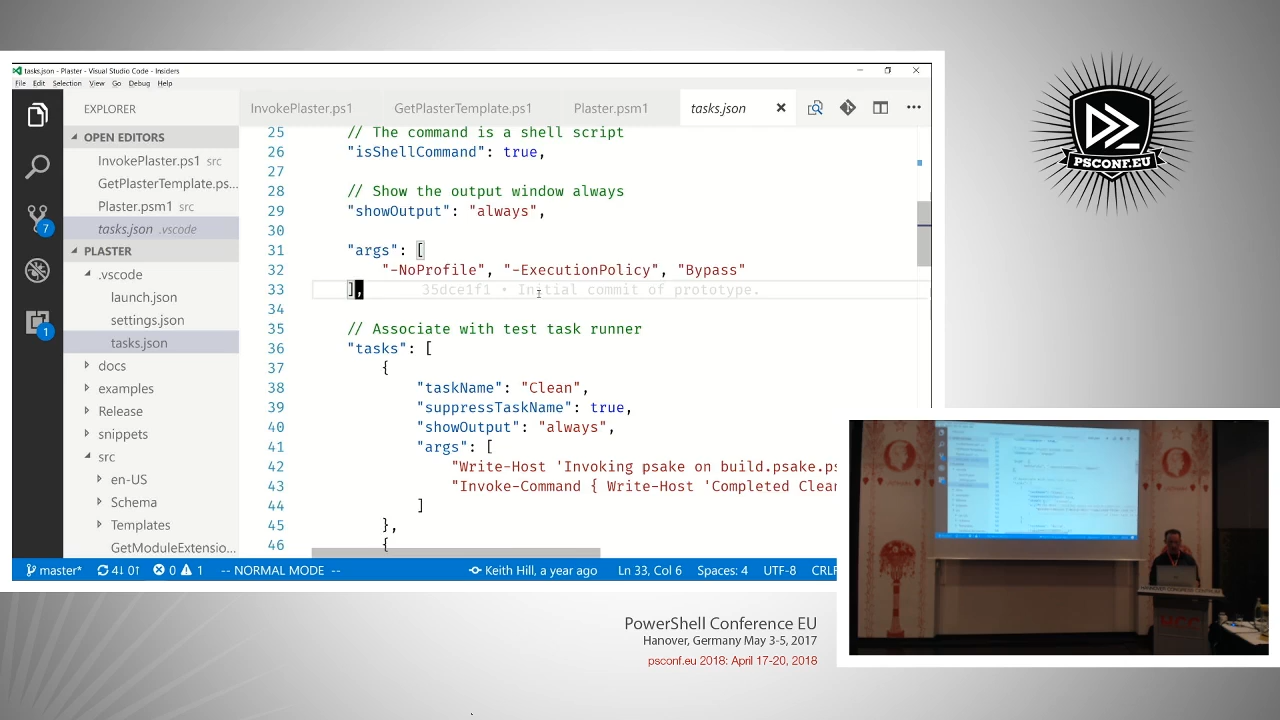 tasks.json - Plaster - Visual Studio Code - Insiders
File Edit Selection View Go Debug Help
EXPLORER
OPEN EDITORS
InvokePlaster.ps1 src
GetPlasterTemplate.ps...
Plaster.psm1 src
tasks.json .vscode
PLASTER
.vscode
launch.json
settings.json
tasks.json
docs
examples
Release
snippets
src
en-US
Schema
Templates
GetModuleExtensio...
7
1
InvokePlaster.ps1 GetPlasterTemplate.ps1 Plaster.psm1 tasks.json
25 // The command is a shell script
26 "isShellCommand": true,
27
28 // Show the output window always
29 "showOutput": "always",
30
31 "args": [
32 "-NoProfile", "-ExecutionPolicy", "Bypass"
33 ], 35dce1f1 • Initial commit of prototype.
34
35 // Associate with test task runner
36 "tasks": [
37 {
38 "taskName": "Clean",
39 "suppressTaskName": true,
40 "showOutput": "always",
41 "args": [
42 "Write-Host 'Invoking psake on build.psake.ps
43 "Invoke-Command { Write-Host 'Completed Clean
44 ]
45 },
46 {
master* 4↓ 0↑ 0 1 -- NORMAL MODE -- Keith Hill, a year ago Ln 33, Col 6 Spaces: 4 UTF-8 CRLF
PSCONF.EU
HANNOVER CONGRESS CENTRUM
PowerShell Conference EU
Hanover, Germany May 3-5, 2017
psconf.eu 2018: April 17-20, 2018